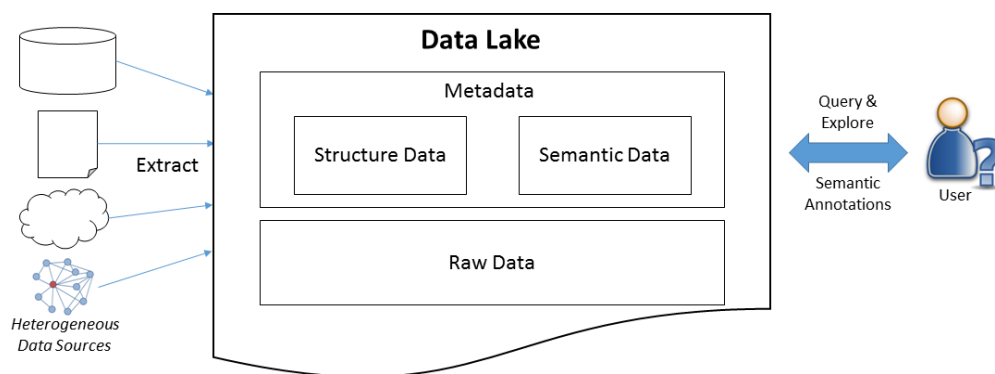 Data Lake
Metadata
Structure Data
Semantic Data
Raw Data
Extract
Heterogeneous
Data Sources
Query &
Explore
Semantic
Annotations
User